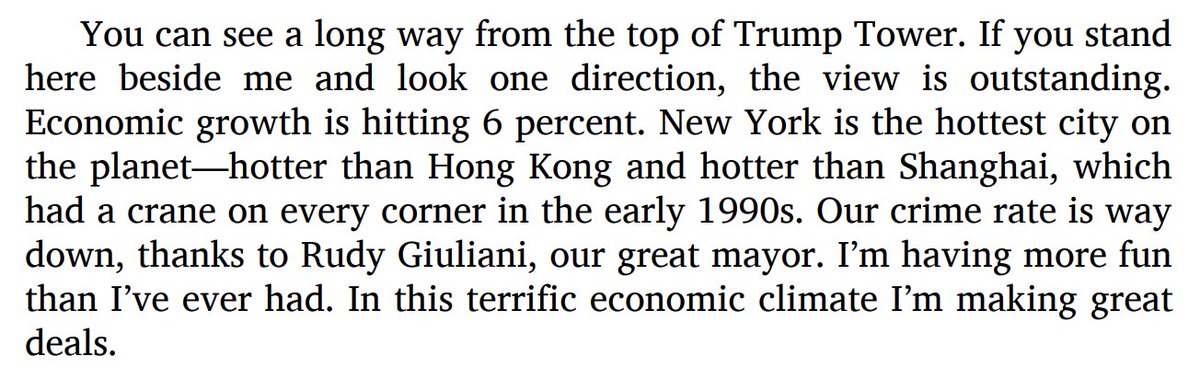 You can see a long way from the top of Trump Tower. If you stand
here beside me and look one direction, the view is outstanding.
Economic growth is hitting 6 percent. New York is the hottest city on
the planet—hotter than Hong Kong and hotter than Shanghai, which
had a crane on every corner in the early 1990s. Our crime rate is way
down, thanks to Rudy Giuliani, our great mayor. I’m having more fun
than I’ve ever had. In this terrific economic climate I’m making great
deals.